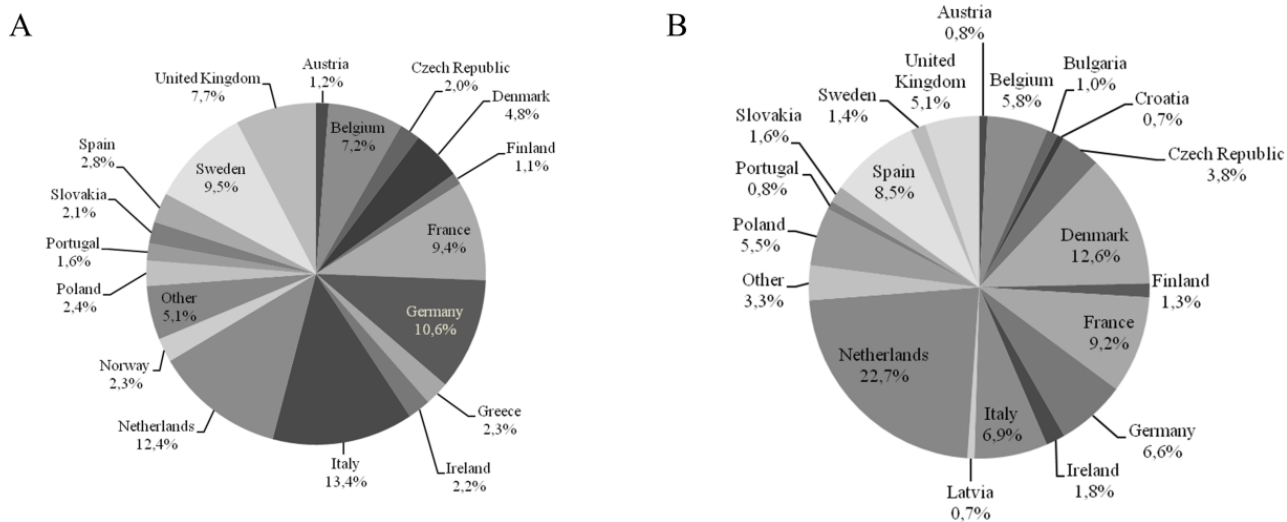 A
Austria
1,2%
Czech Republic
2,0%
Denmark
4,8%
Belgium
7,2%
Finland
1,1%
France
9,4%
Germany
10,6%
Greece
2,3%
Ireland
2,2%
Italy
13,4%
Netherlands
12,4%
Norway
2,3%
Other
5,1%
Poland
2,4%
Portugal
1,6%
Slovakia
2,1%
Spain
2,8%
Sweden
9,5%
United Kingdom
7,7%
B
Austria
0,8%
Belgium
5,8%
Bulgaria
1,0%
Croatia
0,7%
Czech Republic
3,8%
Denmark
12,6%
Finland
1,3%
France
9,2%
Germany
6,6%
Ireland
1,8%
Italy
6,9%
Latvia
0,7%
Netherlands
22,7%
Other
3,3%
Poland
5,5%
Portugal
0,8%
Slovakia
1,6%
Spain
8,5%
Sweden
1,4%
United
Kingdom
5,1%